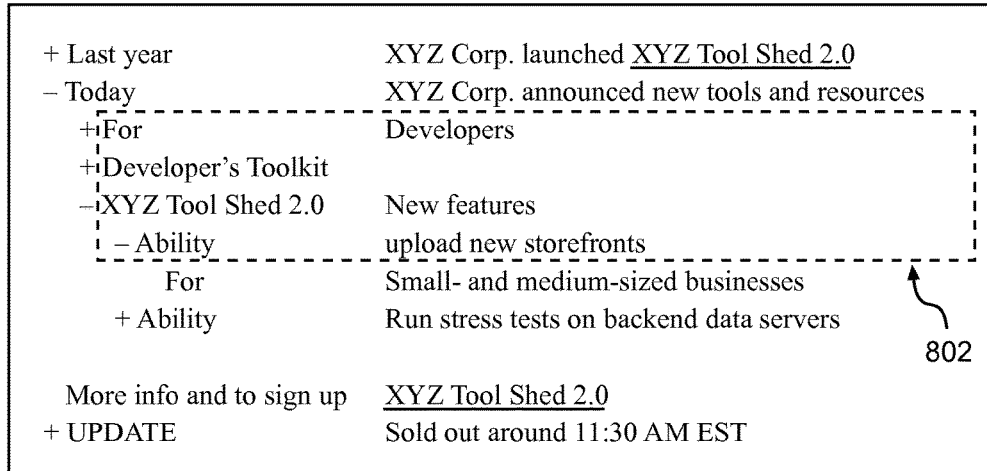 + Last year XYZ Corp. launched XYZ Tool Shed 2.0
– Today XYZ Corp. announced new tools and resources
+ For Developers
+ Developer’s Toolkit
– XYZ Tool Shed 2.0 New features
– Ability upload new storefronts
For Small- and medium-sized businesses
+ Ability Run stress tests on backend data servers
802
More info and to sign up XYZ Tool Shed 2.0
+ UPDATE Sold out around 11:30 AM EST